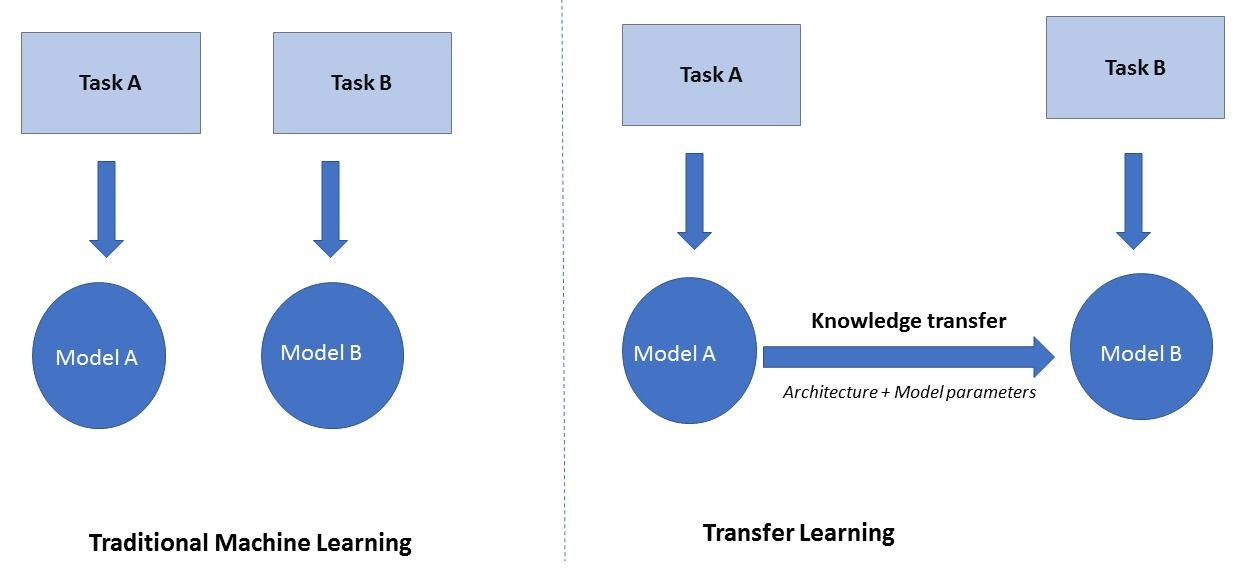 Task A
Task B
Model A
Model B
Traditional Machine Learning
Task A
Task B
Model A
Knowledge transfer
Architecture + Model parameters
Model B
Transfer Learning